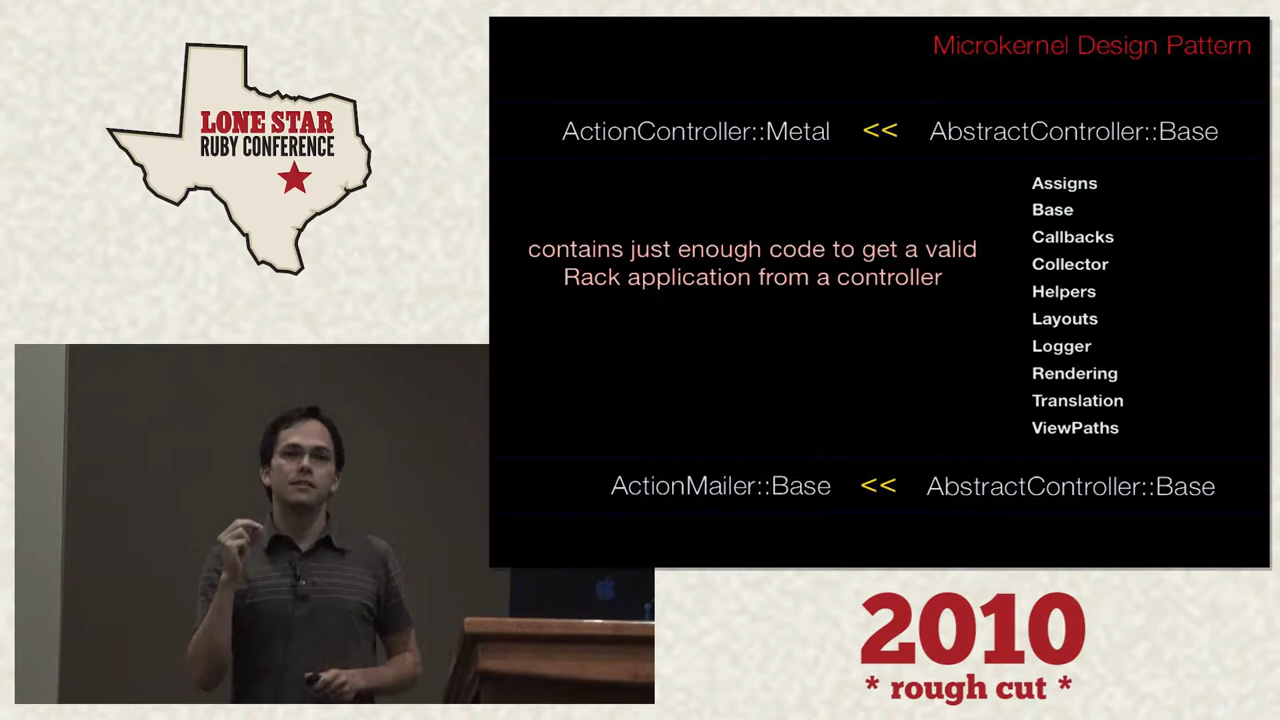 LONE STAR
RUBY CONFERENCE
Microkernel Design Pattern
ActionController::Metal << AbstractController::Base
Assigns
Base
Callbacks
Collector
Helpers
Layouts
Logger
Rendering
Translation
ViewPaths
contains just enough code to get a valid
Rack application from a controller
ActionMailer::Base << AbstractController::Base
2010
* rough cut *